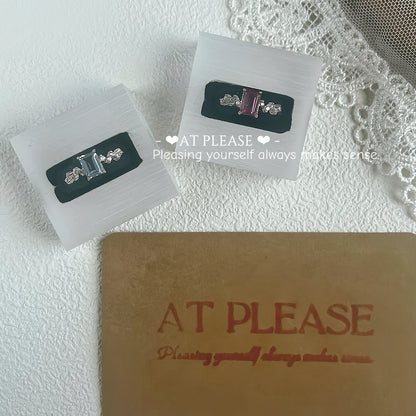 - ❤AT PLEASE ❤ -
Pleasing yourself always makes sense.
AT PLEASE
Pleasing yourself always makes sense.